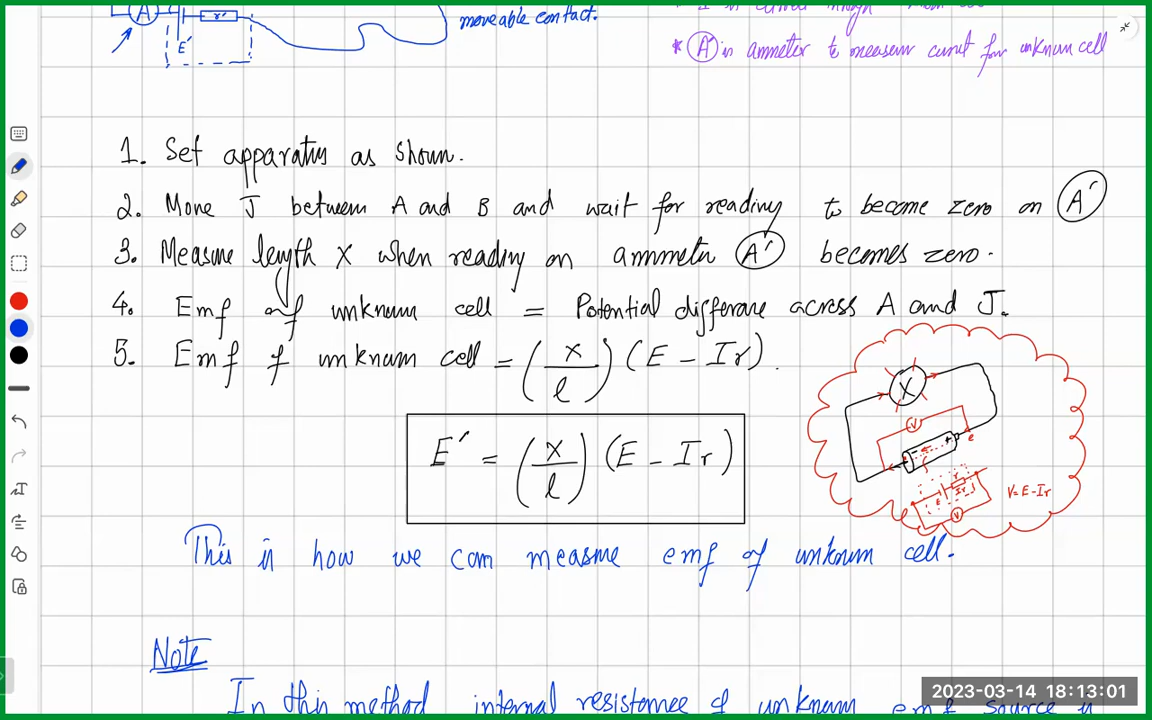 A r' moveable contact.
E'
* A' is ammeter to measure current for unknown cell
1. Set apparatus as shown.
2. Move J between A and B and wait for reading to become zero on A'
3. Measure length x when reading on ammeter A' becomes zero.
4. Emf of unknown cell = Potential difference across A and J.
5. Emf of unknown cell = (x/l) (E - Ir).
X
V
e
r
E Ir V = E - Ir
V
E' = (x/l) (E - Ir)
This is how we can measure emf of unknown cell.
Note
In this method internal resistance of unknown emf source is
2023-03-14 18:13:01